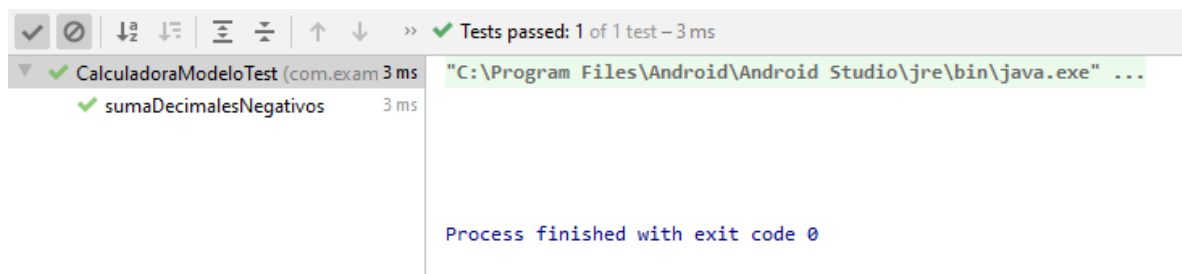 » Tests passed: 1 of 1 test – 3 ms
CalculadoraModeloTest (com.exam 3 ms
sumaDecimalesNegativos 3 ms
"C:\Program Files\Android\Android Studio\jre\bin\java.exe" ...
Process finished with exit code 0